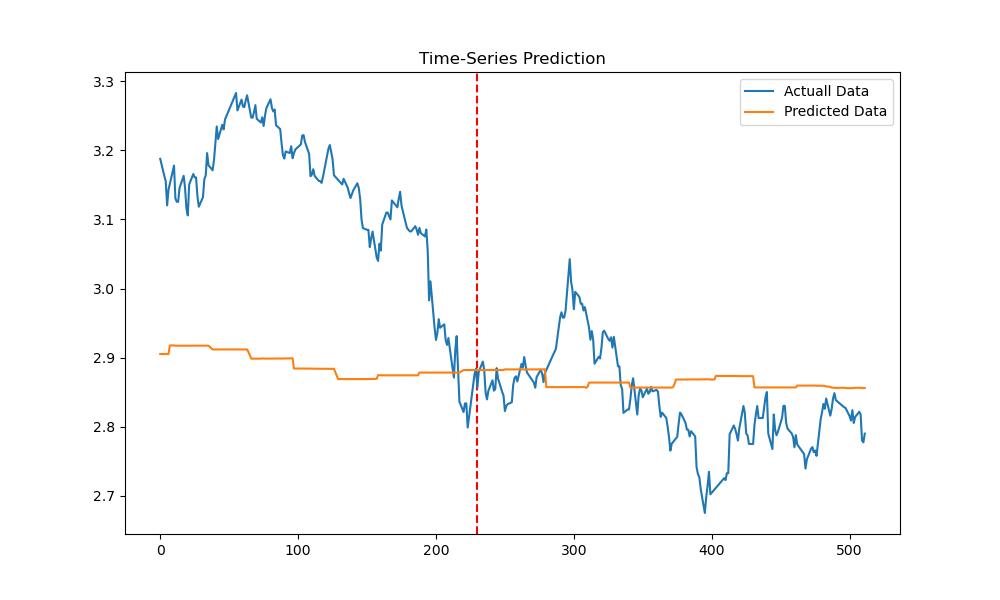 Time-Series Prediction
3.3
3.2
3.1
3.0
2.9
2.8
2.7
Actuall Data
Predicted Data
0 100 200 300 400 500